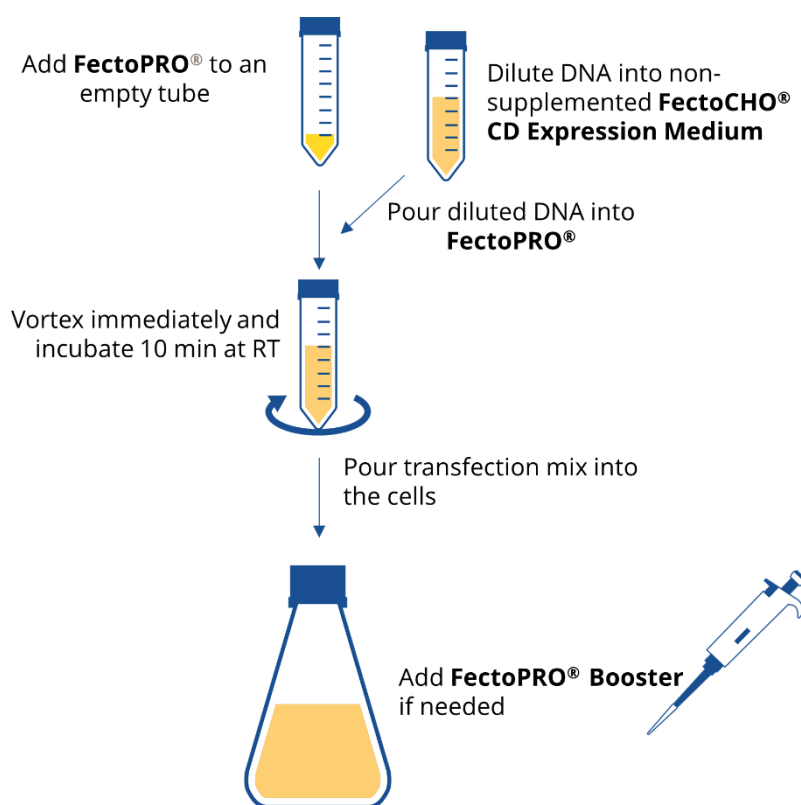 Add FectoPRO® to an
empty tube
Dilute DNA into non-
supplemented FectoCHO®
CD Expression Medium
Pour diluted DNA into
FectoPRO®
Vortex immediately and
incubate 10 min at RT
Pour transfection mix into
the cells
Add FectoPRO® Booster
if needed